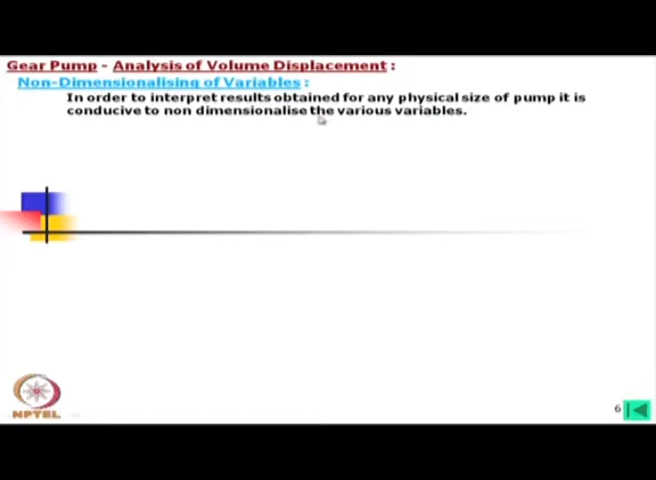 Gear Pump - Analysis of Volume Displacement :
Non-Dimensionalising of Variables :
In order to interpret results obtained for any physical size of pump it is
conducive to non dimensionalise the various variables.
NPTEL
6